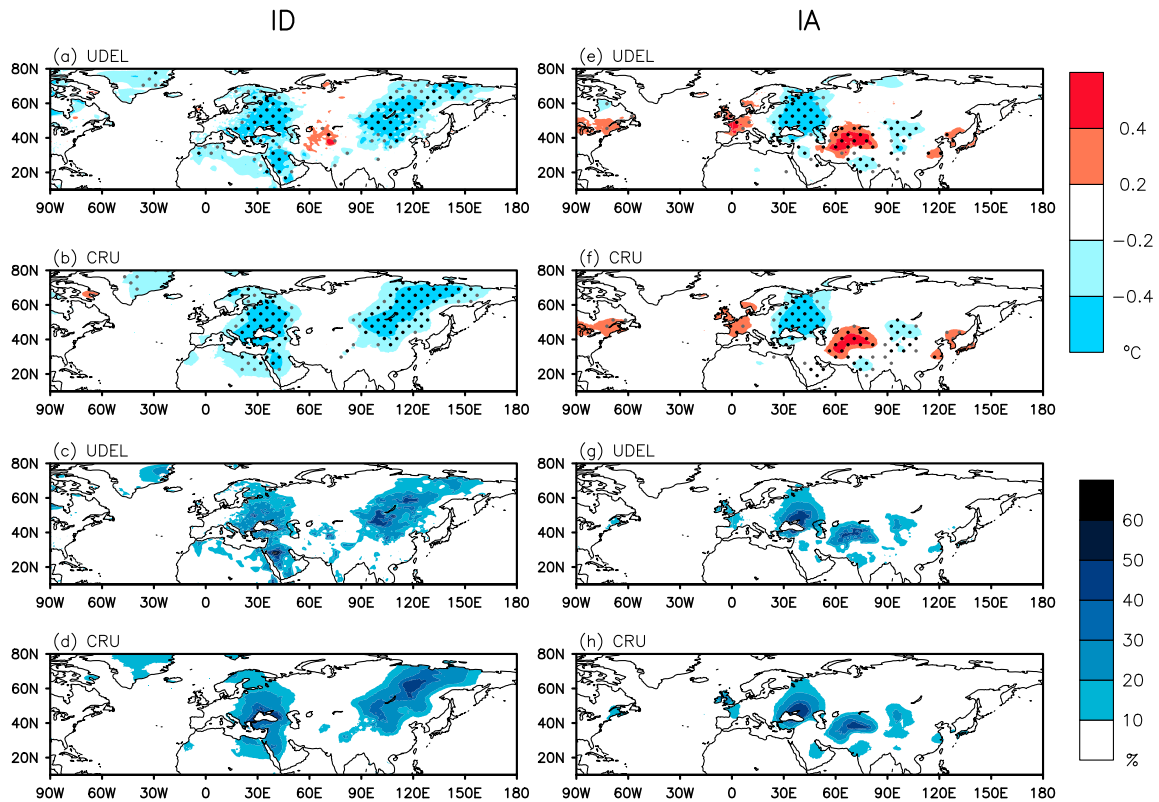 ID
IA
(a) UDEL
(e) UDEL
80N
60N
40N
20N
90W 60W 30W 0 30E 60E 90E 120E 150E 180
80N
60N
40N
20N
90W 60W 30W 0 30E 60E 90E 120E 150E 180
0.4
0.2
−0.2
−0.4
°C
(b) CRU
(f) CRU
80N
60N
40N
20N
90W 60W 30W 0 30E 60E 90E 120E 150E 180
80N
60N
40N
20N
90W 60W 30W 0 30E 60E 90E 120E 150E 180
(c) UDEL
(g) UDEL
80N
60N
40N
20N
90W 60W 30W 0 30E 60E 90E 120E 150E 180
80N
60N
40N
20N
90W 60W 30W 0 30E 60E 90E 120E 150E 180
(d) CRU
(h) CRU
80N
60N
40N
20N
90W 60W 30W 0 30E 60E 90E 120E 150E 180
80N
60N
40N
20N
90W 60W 30W 0 30E 60E 90E 120E 150E 180
60
50
40
30
20
10
%